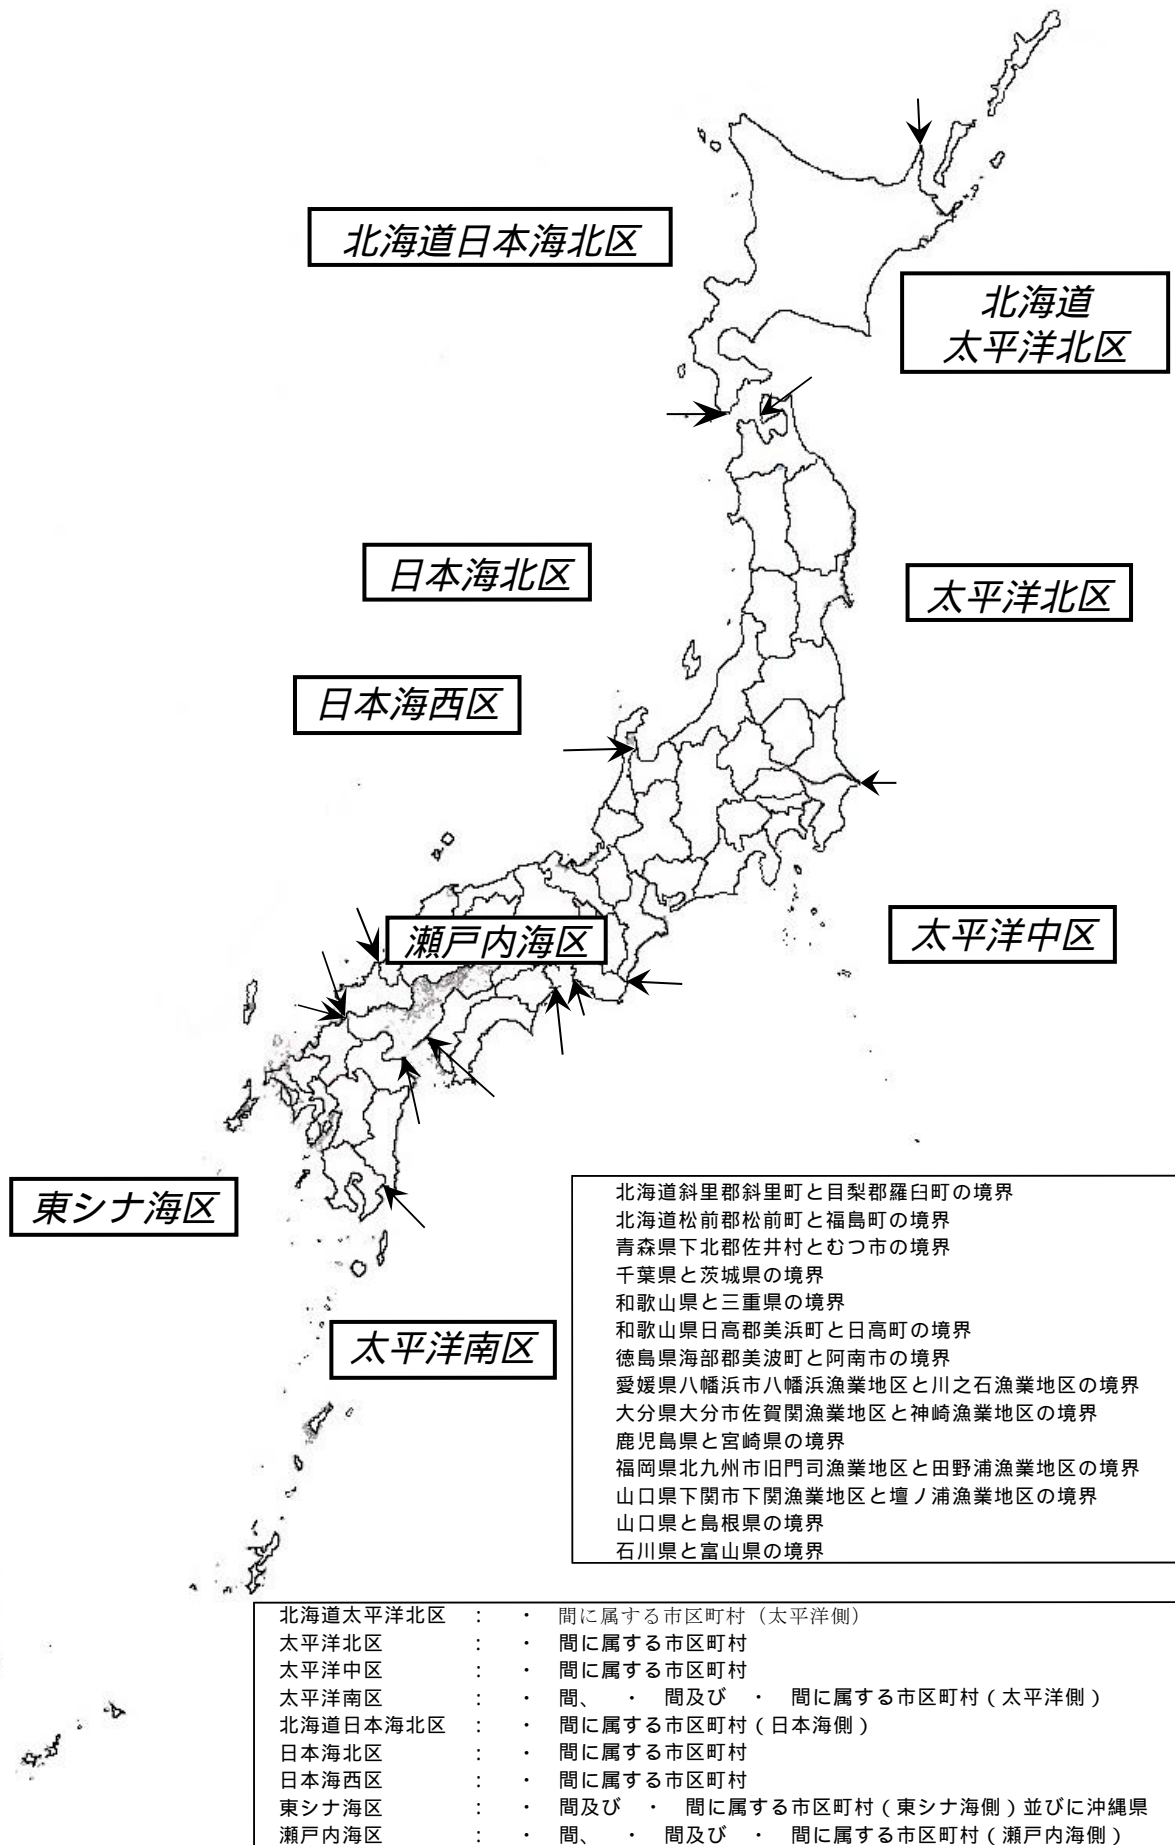 北海道日本海北区
北海道
太平洋北区
日本海北区
太平洋北区
日本海西区
瀬戸内海区
太平洋中区
東シナ海区
太平洋南区
北海道斜里郡斜里町と目梨郡羅臼町の境界
北海道松前郡松前町と福島町の境界
青森県下北郡佐井村とむつ市の境界
千葉県と茨城県の境界
和歌山県と三重県の境界
和歌山県日高郡美浜町と日高町の境界
徳島県海部郡美波町と阿南市の境界
愛媛県八幡浜市八幡浜漁業地区と川之石漁業地区の境界
大分県大分市佐賀関漁業地区と神崎漁業地区の境界
鹿児島県と宮崎県の境界
福岡県北九州市旧門司漁業地区と田野浦漁業地区の境界
山口県下関市下関漁業地区と壇ノ浦漁業地区の境界
山口県と島根県の境界
石川県と富山県の境界
北海道太平洋北区 : ・ 間に属する市区町村（太平洋側）
太平洋北区 : ・ 間に属する市区町村
太平洋中区 : ・ 間に属する市区町村
太平洋南区 : ・ 間、 ・ 間及び ・ 間に属する市区町村（太平洋側）
北海道日本海北区 : ・ 間に属する市区町村（日本海側）
日本海北区 : ・ 間に属する市区町村
日本海西区 : ・ 間に属する市区町村
東シナ海区 : ・ 間及び ・ 間に属する市区町村（東シナ海側）並びに沖縄県
瀬戸内海区 : ・ 間、 ・ 間及び ・ 間に属する市区町村（瀬戸内海側）